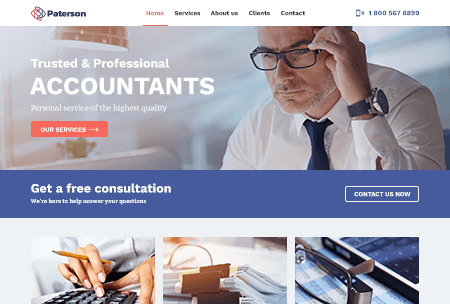 Paterson
Home Services About us Clients Contact
1 800 567 8899
Trusted & Professional
ACCOUNTANTS
Personal service of the highest quality
OUR SERVICES
Get a free consultation
We're here to help answer your questions
CONTACT US NOW